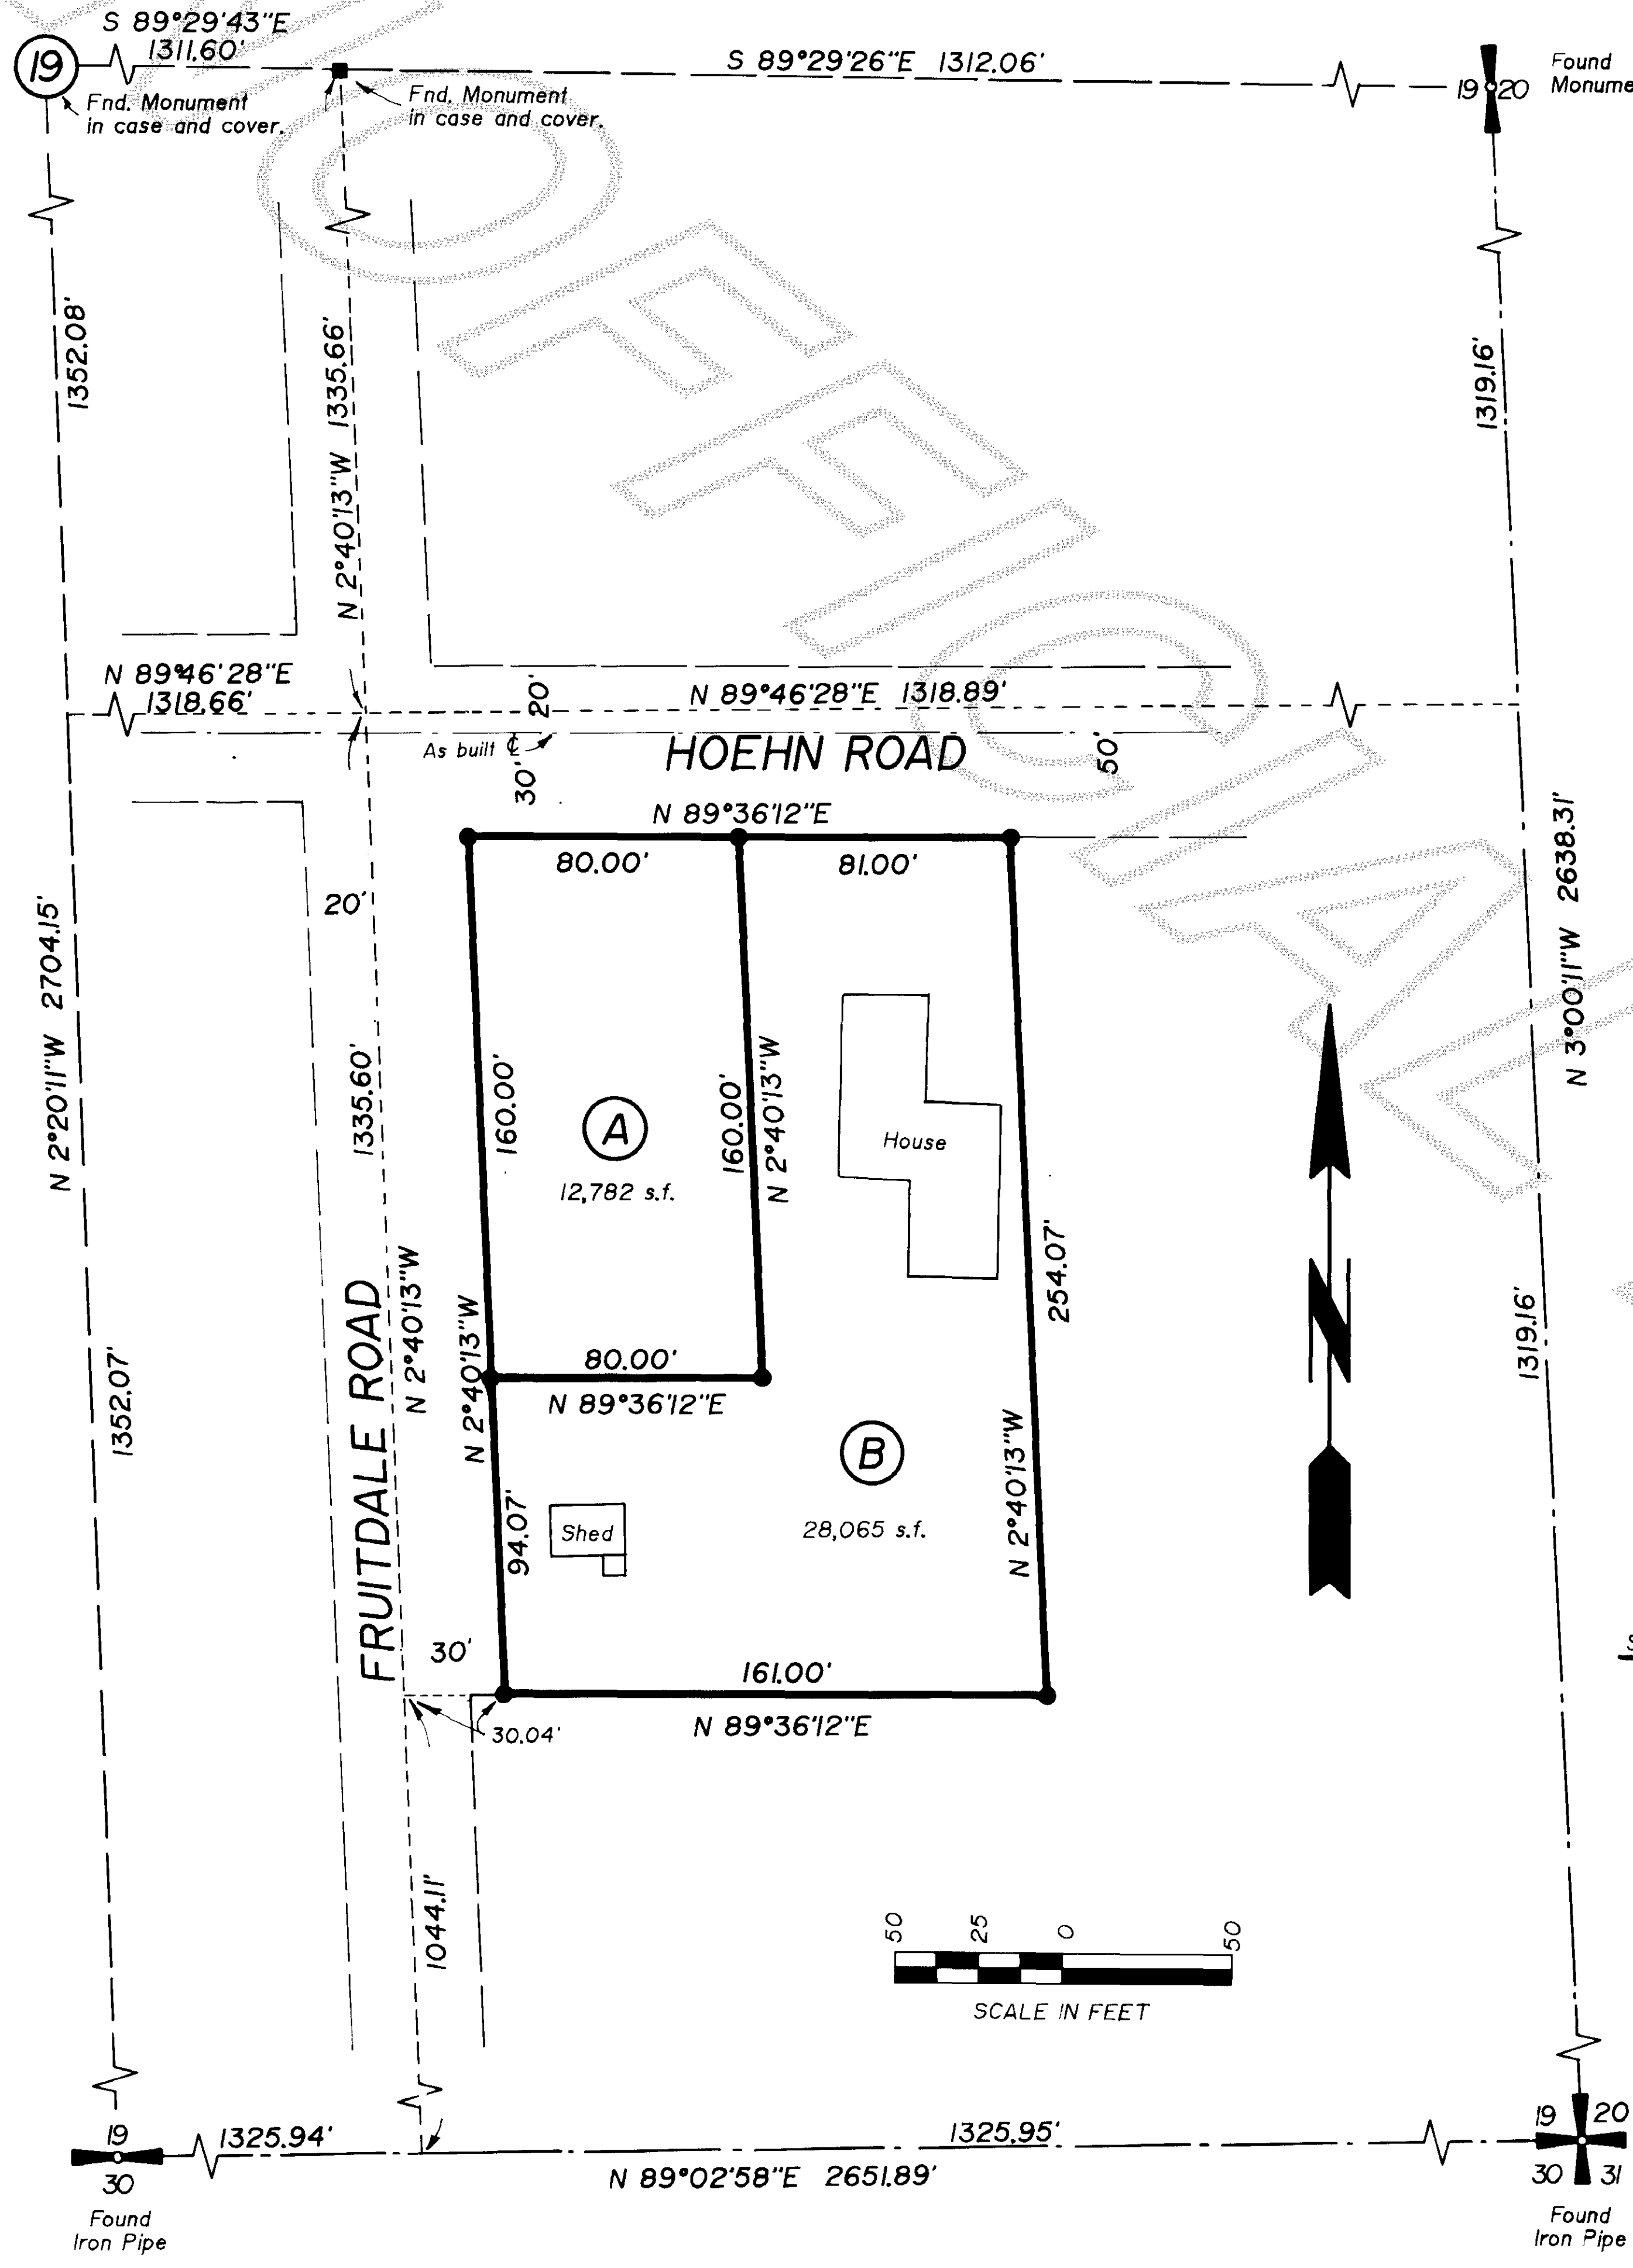 S 89°29'43"E
1311.60'
19
Fnd. Monument
in case and cover.
Fnd. Monument
in case and cover.
S 89°29'26"E 1312.06'
19 20
Found
1352.08'
N 2°40'13"W 1335.66'
1319.16'
N 89°46'28"E
1318.66'
N 89°46'28"E 1318.89'
20'
As built ℄
HOEHN ROAD
30'
50'
N 89°36'12"E
80.00'
81.00'
20'
N 2°20'11"W 2704.15'
N 3°00'11"W 2638.31'
1335.60'
160.00'
160.00'
N 2°40'13"W
A
12,782 s.f.
House
254.07'
FRUITDALE ROAD
N 2°40'13"W
N 2°40'13"W
80.00'
N 89°36'12"E
1352.07'
1319.16'
N
B
28,065 s.f.
N 2°40'13"W
Shed
94.07'
30'
161.00'
N 89°36'12"E
30.04'
1044.11'
50 25 0 50
SCALE IN FEET
19
30
Found
Iron Pipe
1325.94'
1325.95'
N 89°02'58"E 2651.89'
19 20
30 31
Found
Iron Pipe